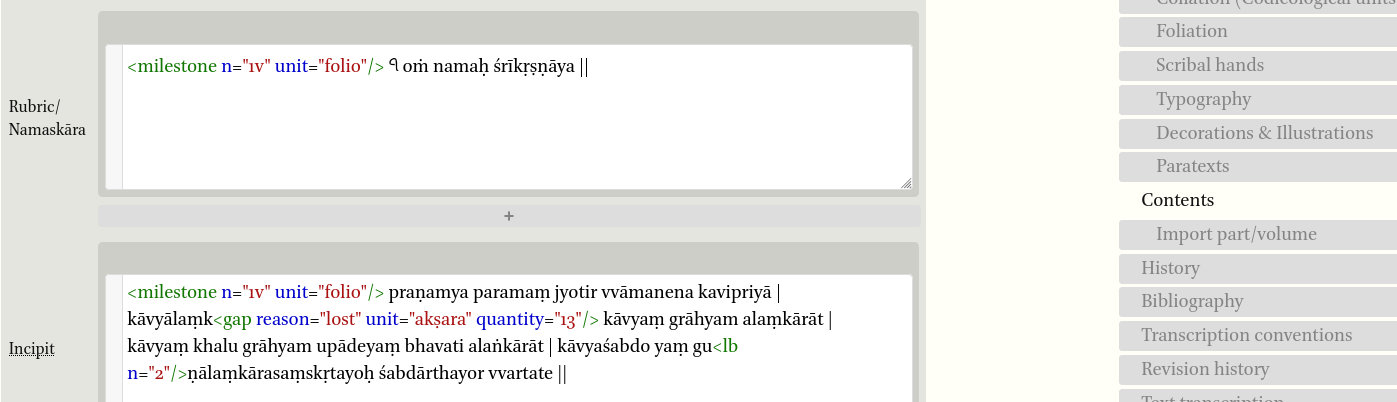 Rubric/
Namaskāra
<milestone n="1v" unit="folio"/> ९ oṁ namaḥ śrīkṛṣṇāya ||
+
Incipit
<milestone n="1v" unit="folio"/> praṇamya paramaṃ jyotir vvāmanena kavipriyā |
kāvyālaṃk<gap reason="lost" unit="akṣara" quantity="13"/> kāvyaṃ grāhyam alaṃkārāt |
kāvyaṃ khalu grāhyam upādeyaṃ bhavati alaṅkārāt | kāvyaśabdo yaṃ gu<lb
n="2"/>ṇālaṃkārasaṃskṛtayoḥ śabdārthayor vvartate ||
Collation (Codicological units
Foliation
Scribal hands
Typography
Decorations & Illustrations
Paratexts
Contents
Import part/volume
History
Bibliography
Transcription conventions
Revision history
Text transcription